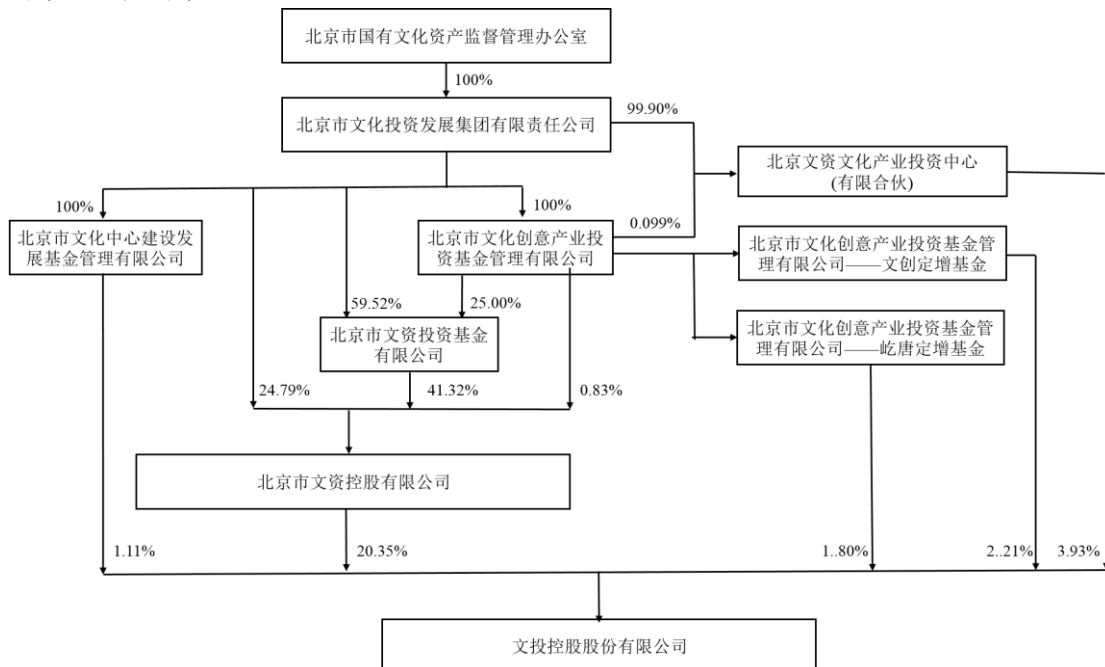 北京市国有文化资产监督管理办公室
100%
北京市文化投资发展集团有限责任公司
99.90%
北京文资文化产业投资中心
(有限合伙)
100%
100%
0.099%
北京市文化中心建设发
展基金管理有限公司
北京市文化创意产业投
资基金管理有限公司
北京市文化创意产业投资基金管
理有限公司——文创定增基金
59.52%
25.00%
北京市文资投资基金
有限公司
北京市文化创意产业投资基金管
理有限公司——屹唐定增基金
24.79%
41.32%
0.83%
北京市文资控股有限公司
1.11%
20.35%
1..80%
2..21%
3.93%
文投控股股份有限公司